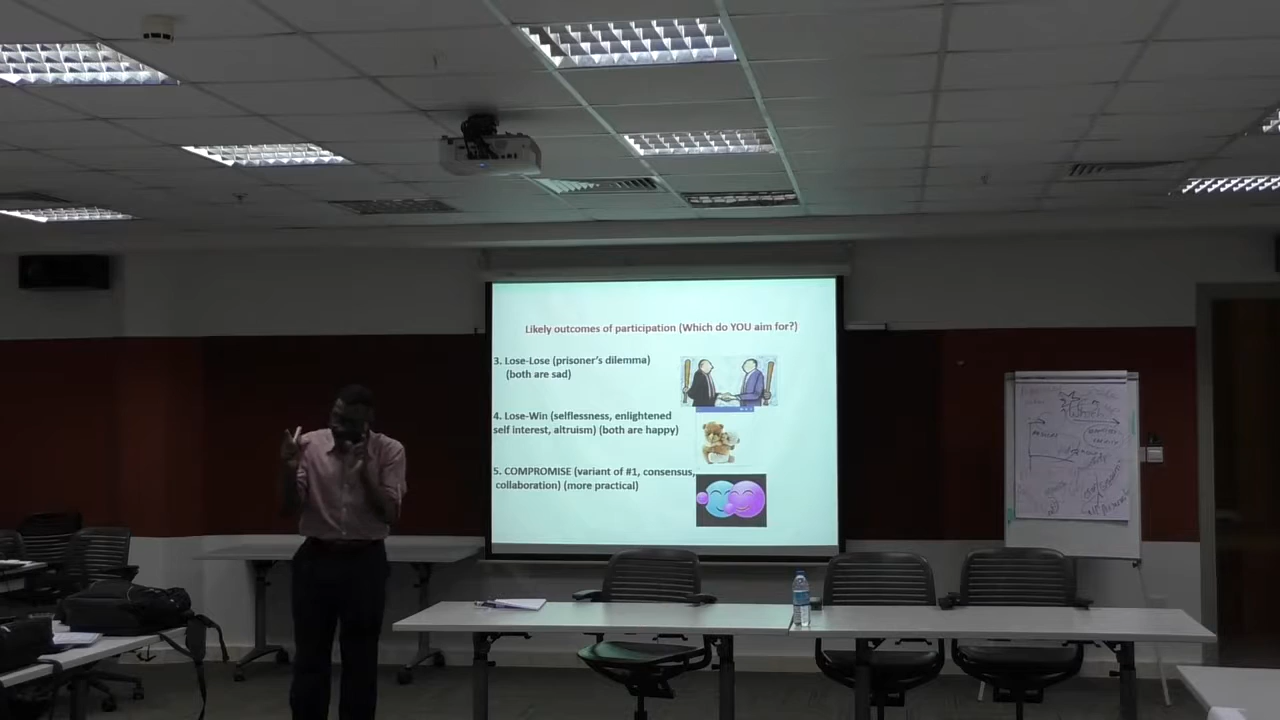 Likely outcomes of participation (Which do YOU aim for?)
3. Lose-Lose (prisoner's dilemma)
(both are sad)
4. Lose-Win (selflessness, enlightened
self interest, altruism) (both are happy)
5. COMPROMISE (variant of #1, consensus,
collaboration) (more practical)